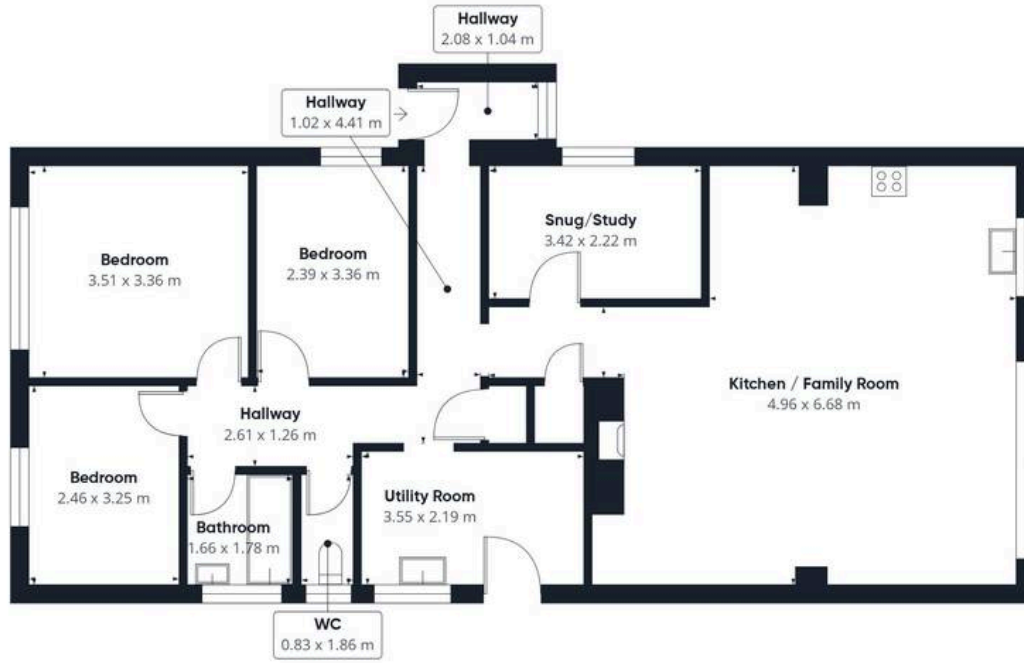 Hallway
2.08 x 1.04 m
Hallway
1.02 x 4.41 m
Bedroom
3.51 x 3.36 m
Bedroom
2.39 x 3.36 m
Snug/Study
3.42 x 2.22 m
Kitchen / Family Room
4.96 x 6.68 m
Hallway
2.61 x 1.26 m
Bedroom
2.46 x 3.25 m
Bathroom
1.66 x 1.78 m
Utility Room
3.55 x 2.19 m
WC
0.83 x 1.86 m